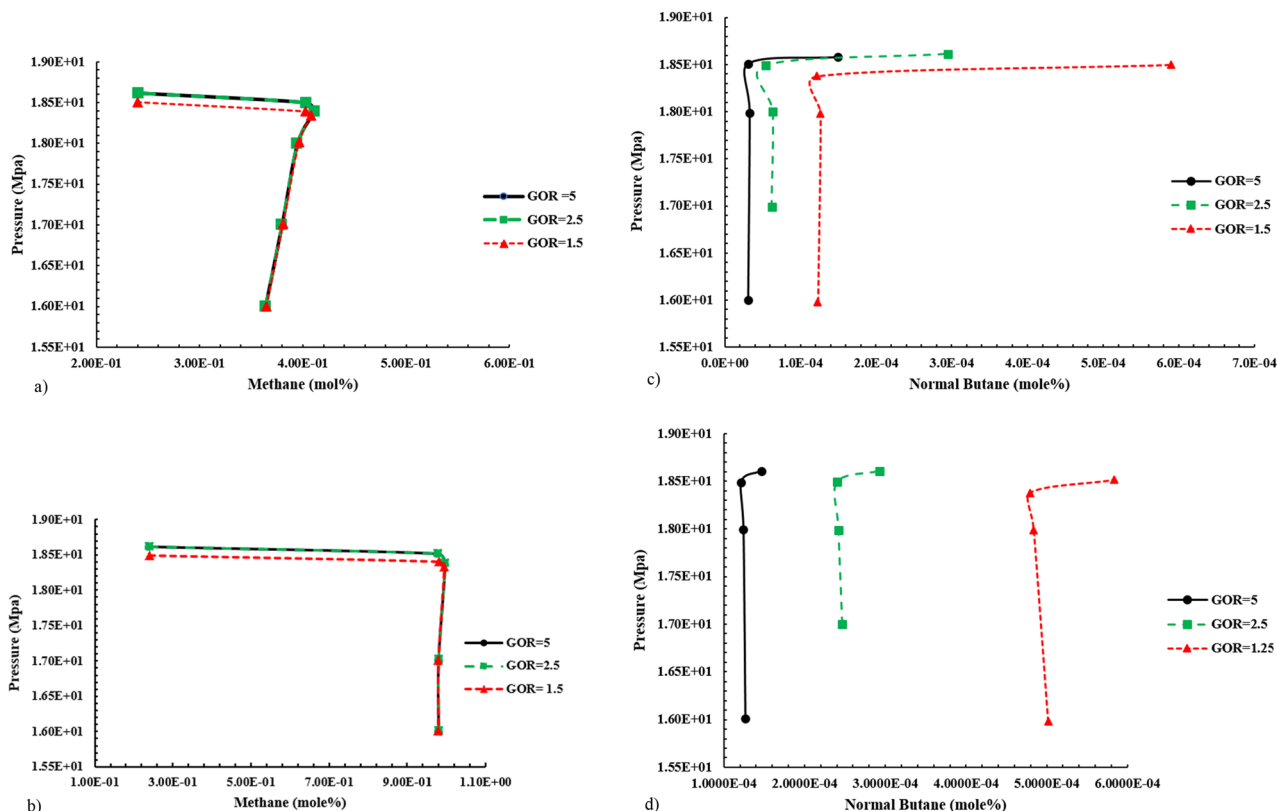 1.90E+01
1.85E+01
1.80E+01
1.75E+01
1.70E+01
1.65E+01
1.60E+01
1.55E+01
Pressure (Mpa)
2.00E-01 3.00E-01 4.00E-01 5.00E-01 6.00E-01
Methane (mol%)
GOR =5
GOR=2.5
GOR=1.5
a)
1.90E+01
1.85E+01
1.80E+01
1.75E+01
1.70E+01
1.65E+01
1.60E+01
1.55E+01
Pressure (Mpa)
0.0E+00 1.0E-04 2.0E-04 3.0E-04 4.0E-04 5.0E-04 6.0E-04 7.0E-04
Normal Butane (mole%)
GOR=5
GOR=2.5
GOR=1.5
c)
1.90E+01
1.85E+01
1.80E+01
1.75E+01
1.70E+01
1.65E+01
1.60E+01
1.55E+01
Pressure (Mpa)
1.00E-01 3.00E-01 5.00E-01 7.00E-01 9.00E-01 1.10E+00
Methane (mole%)
GOR=5
GOR=2.5
GOR= 1.5
b)
1.90E+01
1.85E+01
1.80E+01
1.75E+01
1.70E+01
1.65E+01
1.60E+01
1.55E+01
Pressure (Mpa)
1.00000E-04 2.00000E-04 3.00000E-04 4.00000E-04 5.00000E-04 6.00000E-04
Normal Butane (mole%)
GOR=5
GOR=2.5
GOR=1.25
d)